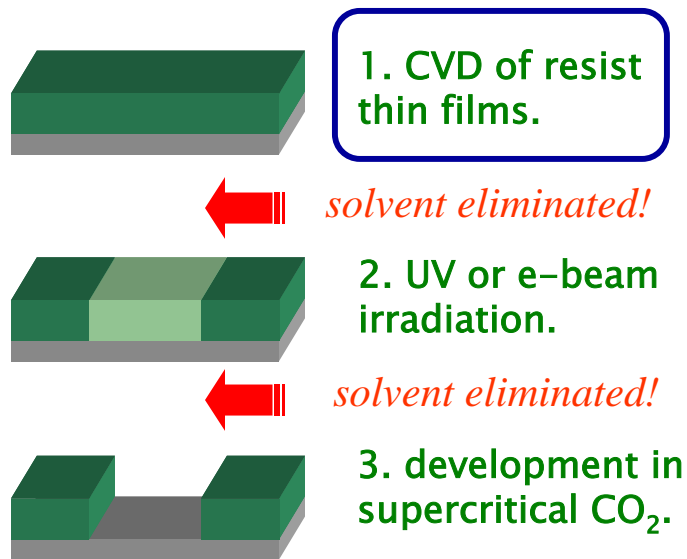 1. CVD of resist
thin films.
solvent eliminated!
2. UV or e-beam
irradiation.
solvent eliminated!
3. development in
supercritical CO₂.